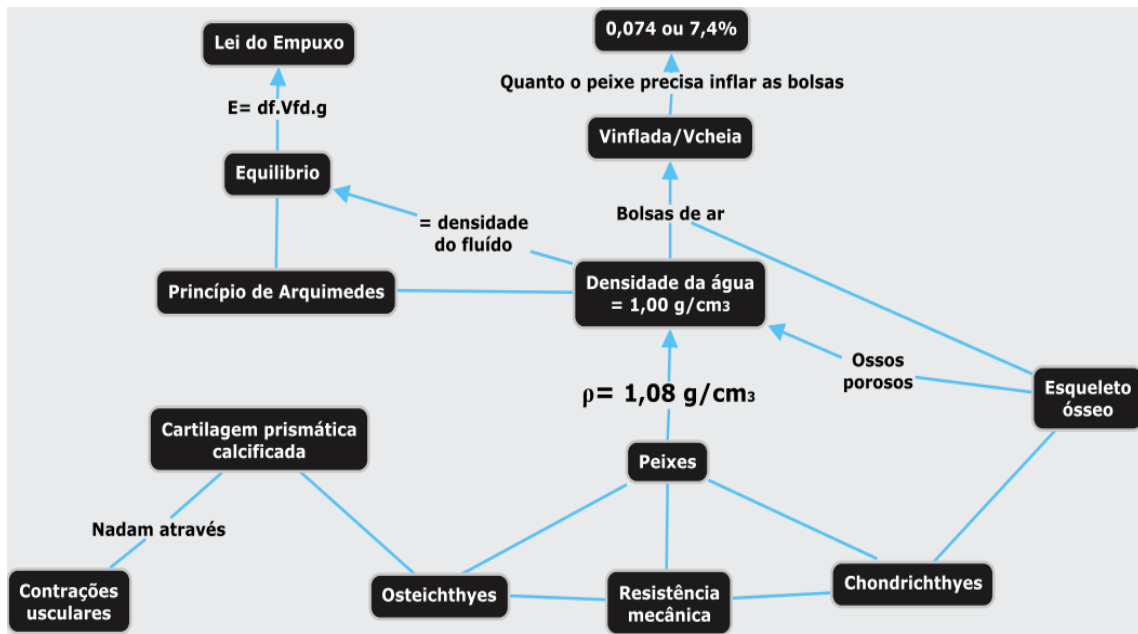 Lei do Empuxo
0,074 ou 7,4%
Quanto o peixe precisa inflar as bolsas
E= df.Vfd.g
Vinflada/Vcheia
Equilibrio
Bolsas de ar
= densidade
do fluído
Princípio de Arquimedes
Densidade da água
= 1,00 g/cm3
Ossos
porosos
ρ= 1,08 g/cm3
Esqueleto
ósseo
Cartilagem prismática
calcificada
Peixes
Nadam através
Contrações
usculares
Osteichthyes
Resistência
mecânica
Chondrichthyes